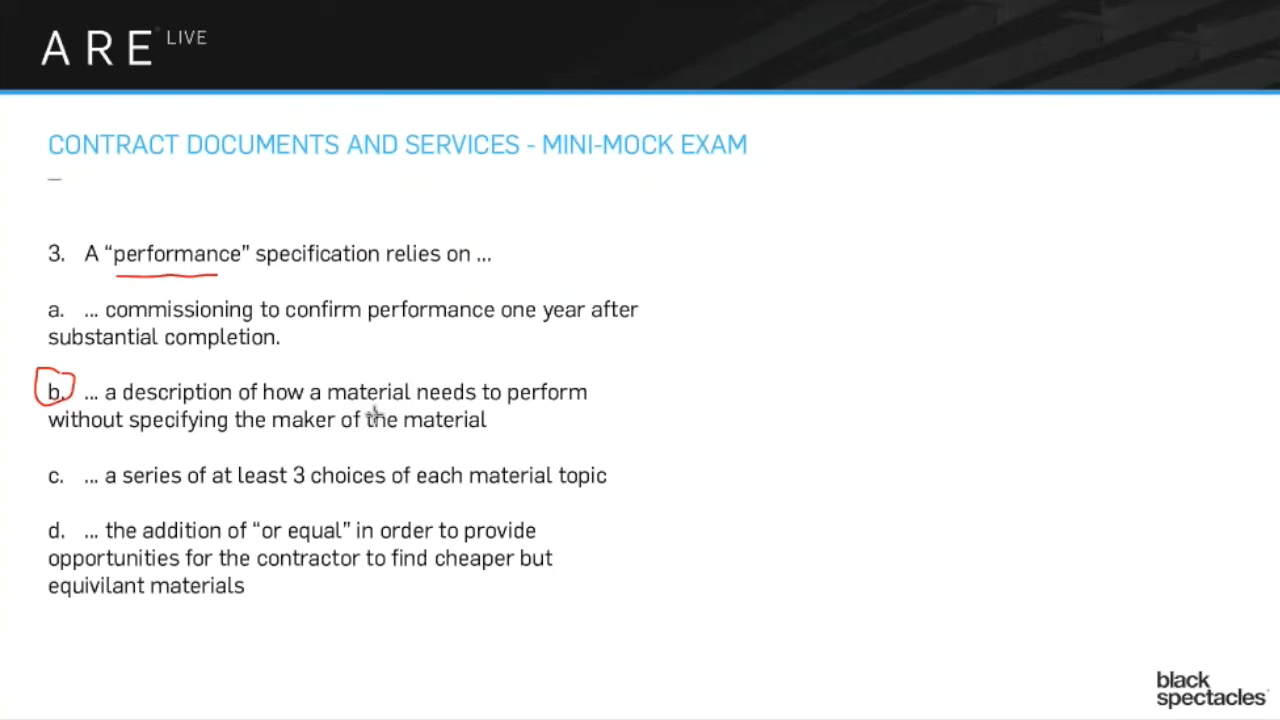 ARE LIVE
CONTRACT DOCUMENTS AND SERVICES - MINI-MOCK EXAM
—
3. A “performance” specification relies on ...
a. ... commissioning to confirm performance one year after
substantial completion.
b. ... a description of how a material needs to perform
without specifying the maker of the material
c. ... a series of at least 3 choices of each material topic
d. ... the addition of “or equal” in order to provide
opportunities for the contractor to find cheaper but
equivilant materials
black
spectacles